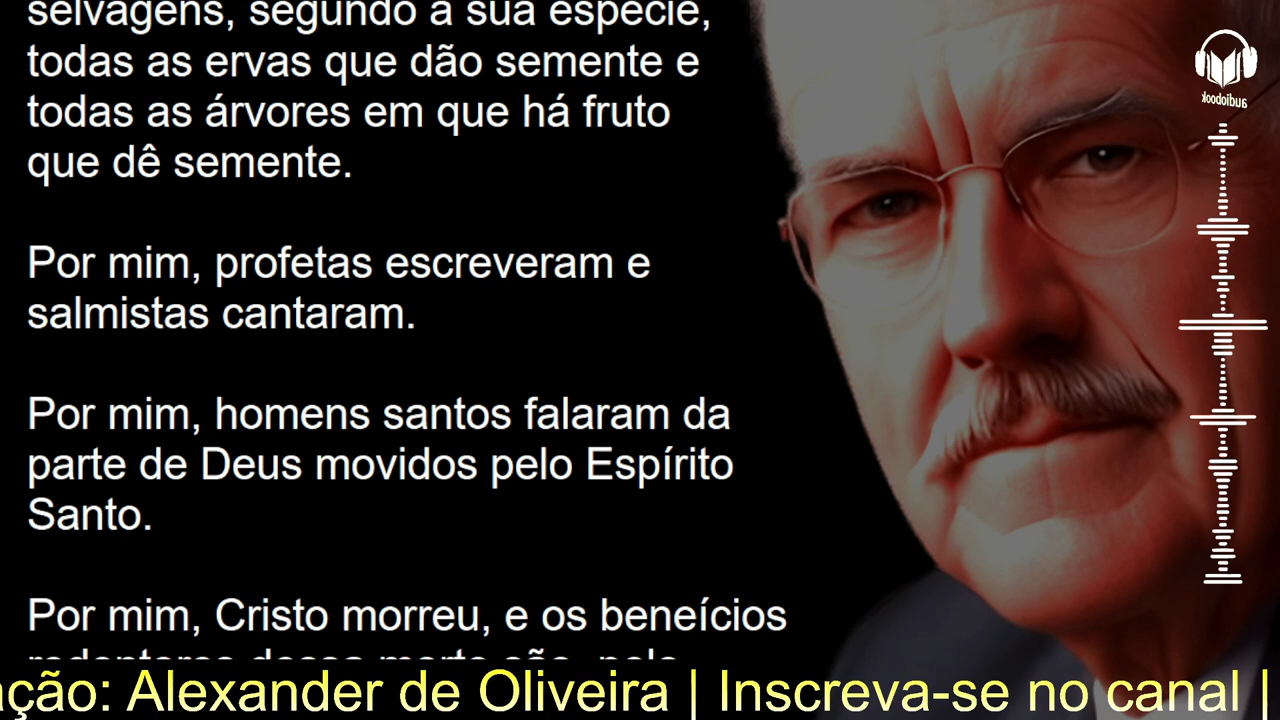 selvagens, segundo a sua espécie,
todas as ervas que dão semente e
todas as árvores em que há fruto
que dê semente.
Por mim, profetas escreveram e
salmistas cantaram.
Por mim, homens santos falaram da
parte de Deus movidos pelo Espírito
Santo.
Por mim, Cristo morreu, e os beneícios
ação: Alexander de Oliveira | Inscreva-se no canal |
audiobook